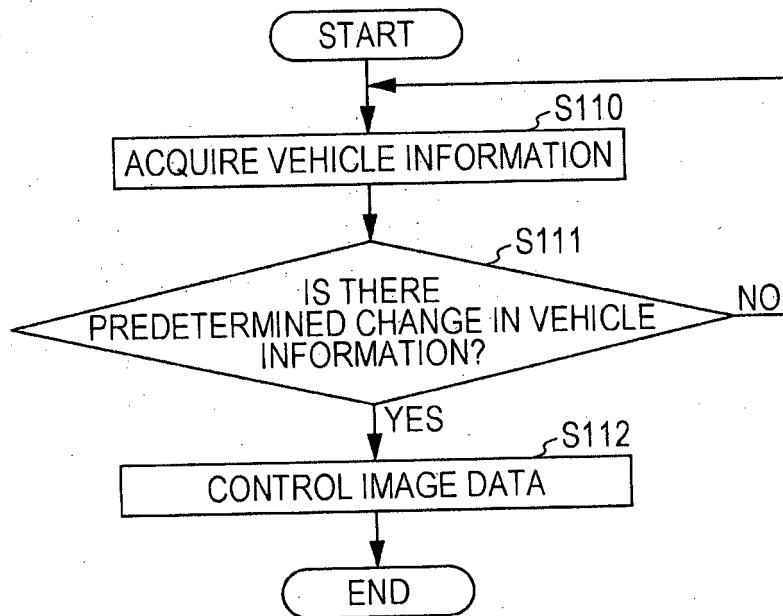 START
S110
ACQUIRE VEHICLE INFORMATION
S111
IS THERE
PREDETERMINED CHANGE IN VEHICLE
INFORMATION?
NO
YES
S112
CONTROL IMAGE DATA
END